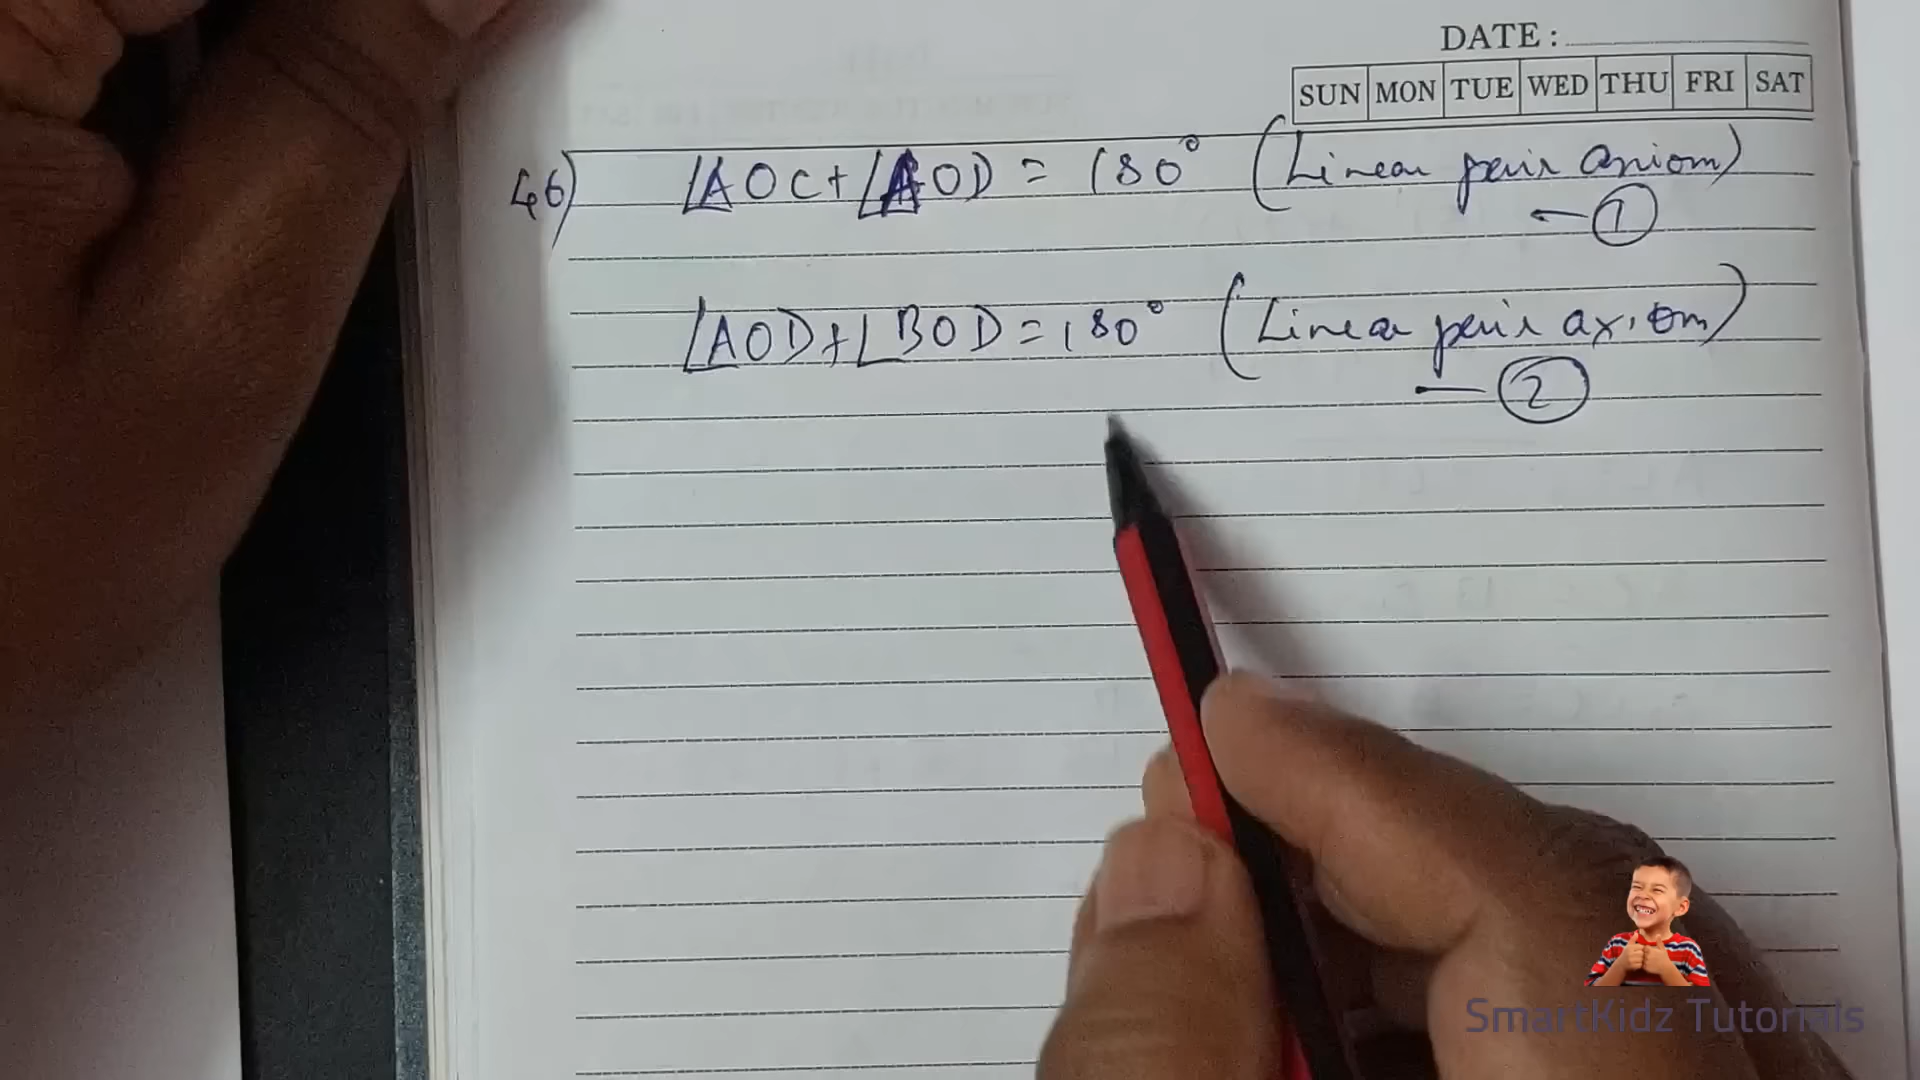 DATE :
SUN MON TUE WED THU FRI SAT
46) ∠AOC + ∠AOD = 180° (Linear pair axiom)
← ①
∠AOD + ∠BOD = 180° (Linear pair axiom)
— ②
SmartKidz Tutorials